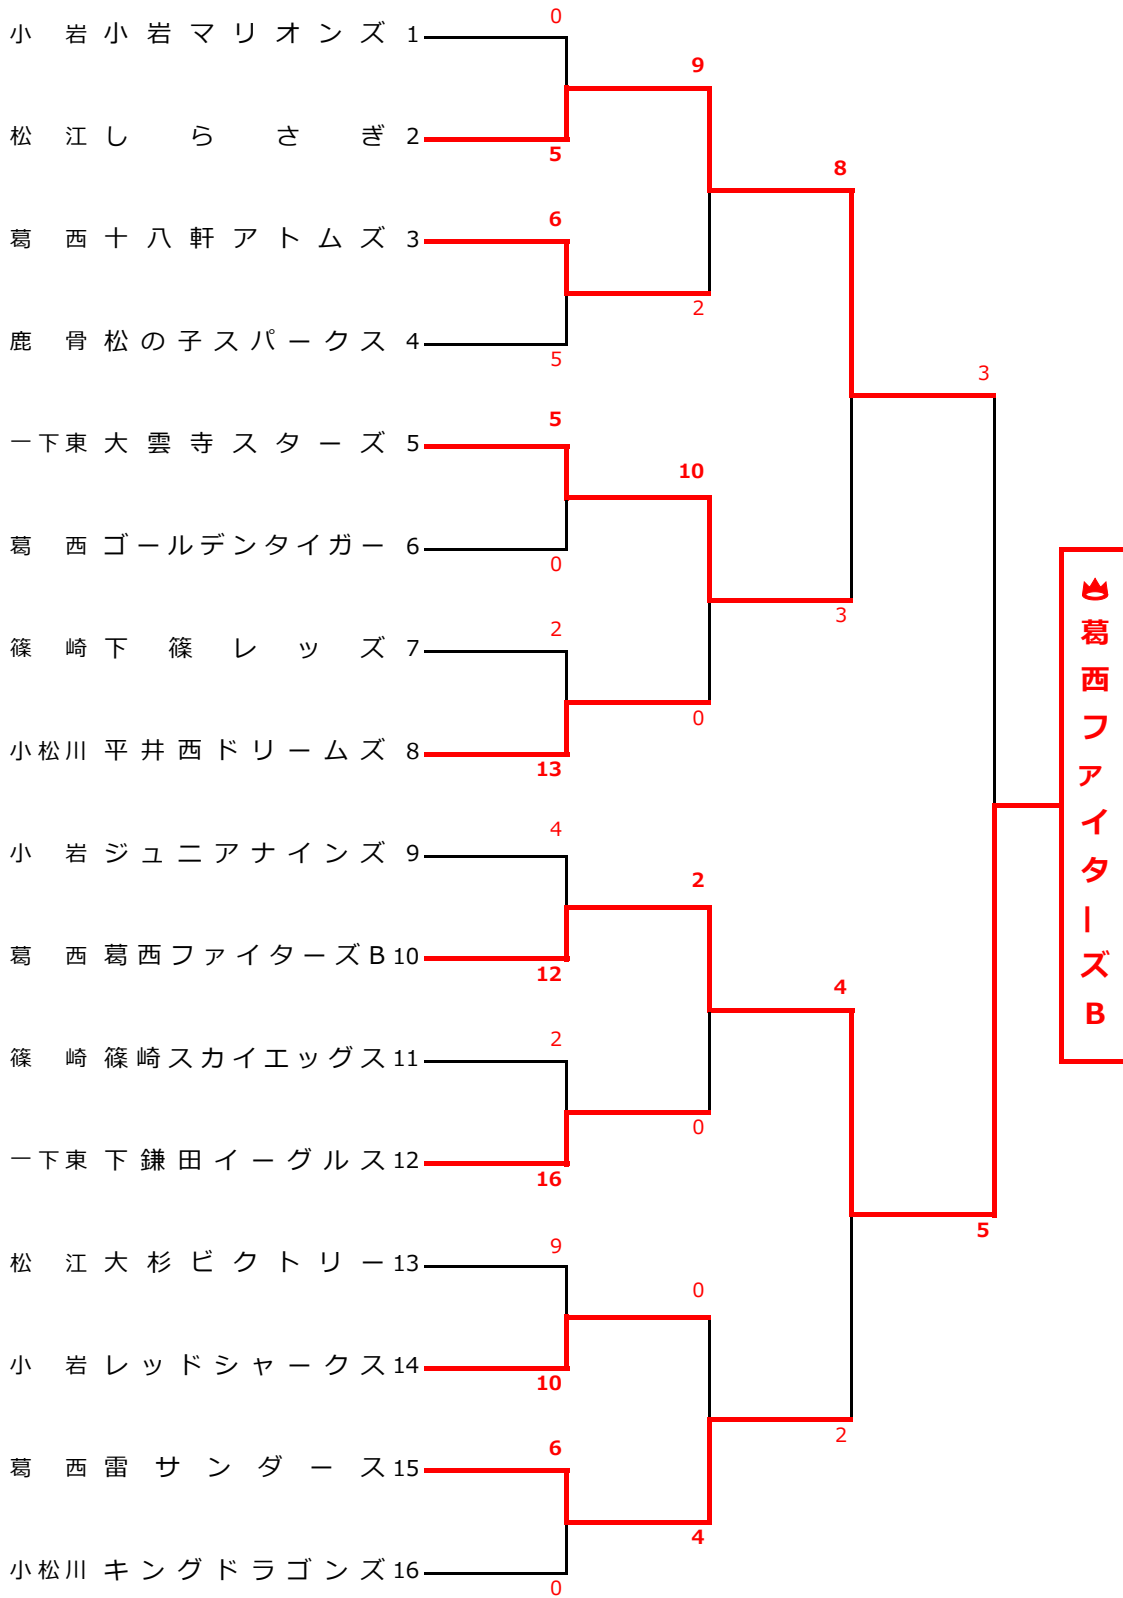 小 岩 小岩マリオンズ 1
0
9
松 江 しらさぎ 2
5
8
葛 西 十八軒アトムズ 3
6
2
鹿 骨 松の子スパークス 4
5
3
一下東 大雲寺スターズ 5
5
10
葛 西 ゴールデンタイガー 6
0
篠 崎 下篠レッズ 7
2
3
0
小松川 平井西ドリームズ 8
13
小 岩 ジュニアナインズ 9
4
2
葛 西 葛西ファイターズB 10
12
4
篠 崎 篠崎スカイエッグス 11
2
0
一下東 下鎌田イーグルス 12
16
5
松 江 大杉ビクトリー 13
9
0
小 岩 レッドシャークス 14
10
2
葛 西 雷サンダース 15
6
4
小松川 キングドラゴンズ 16
0
葛西ファイターズB